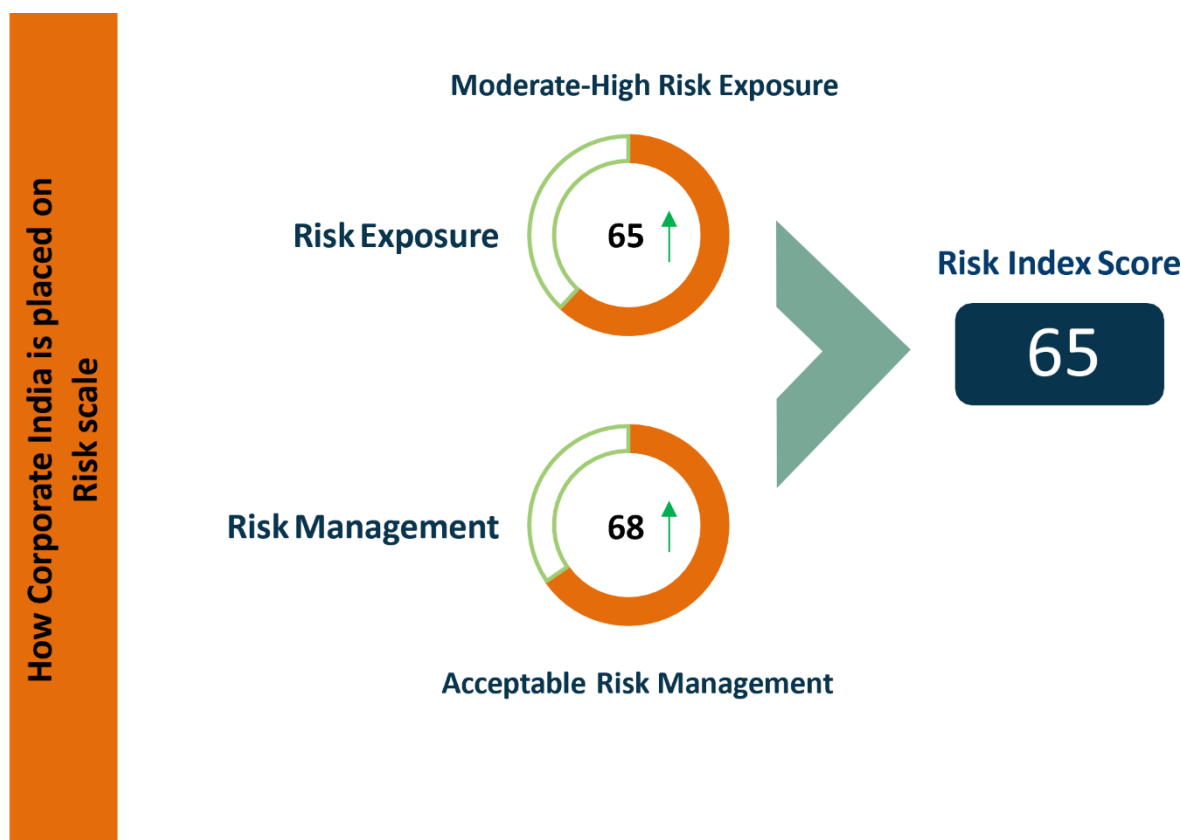 How Corporate India is placed on
Risk scale
Moderate-High Risk Exposure
Risk Exposure
65
Risk Management
68
Acceptable Risk Management
Risk Index Score
65